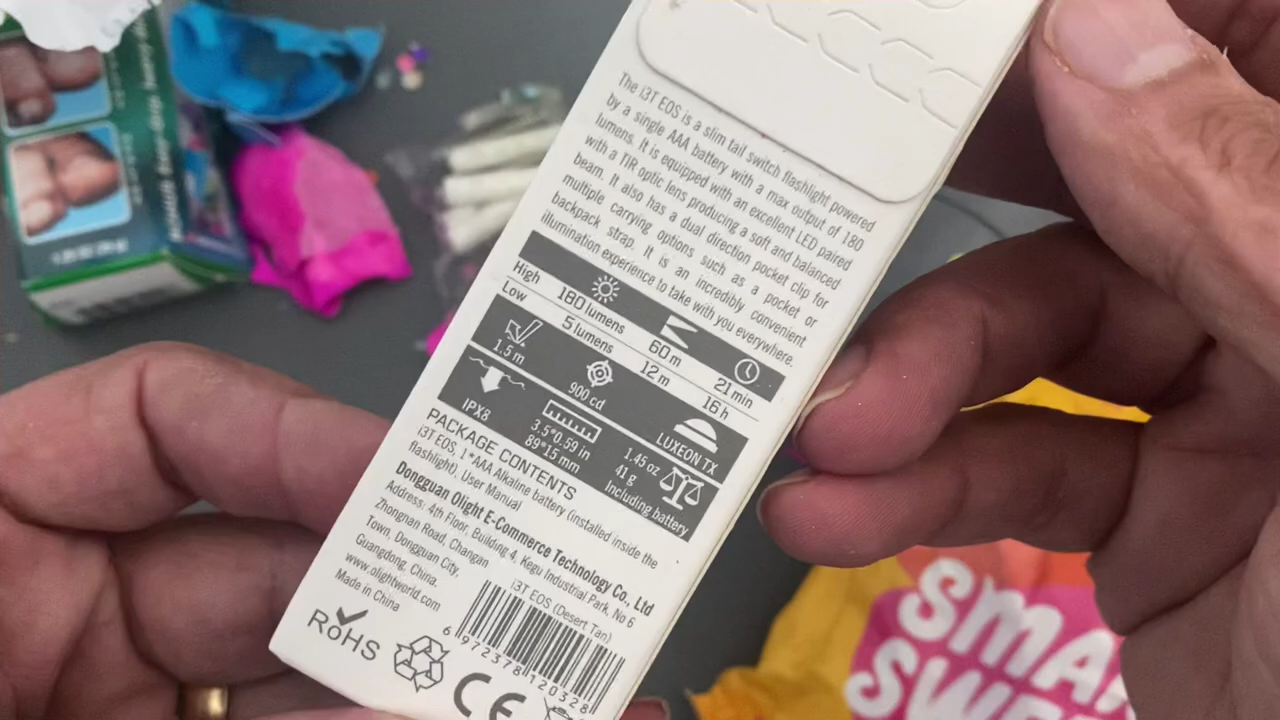 The i3T EOS is a slim tail switch flashlight powered
by a single AAA battery with a max output of 180
lumens. It is equipped with an excellent LED paired
with a TIR optic lens producing a soft and balanced
beam. It also has a dual direction pocket clip for
multiple carrying options such as a pocket or
backpack strap. It is an incredibly convenient
illumination experience to take with you everywhere.
High 180 lumens 60 m 21 min
Low 5 lumens 12 m 16 h
1.5 m 900 cd LUXEON TX
IPX8 3.5*0.59 in 1.45 oz
89*15 mm 41 g
Including battery
PACKAGE CONTENTS
i3T EOS, 1*AAA Alkaline battery (installed inside the
flashlight), User Manual
Dongguan Olight E-Commerce Technology Co., Ltd
Address: 4th Floor, Building 4, Kegu Industrial Park, No 6
Zhongnan Road, Changan
Town, Dongguan City,
Guangdong, China.
www.olightworld.com
Made in China
i3T EOS (Desert Tan)
6 972378 120328
RoHS
CE